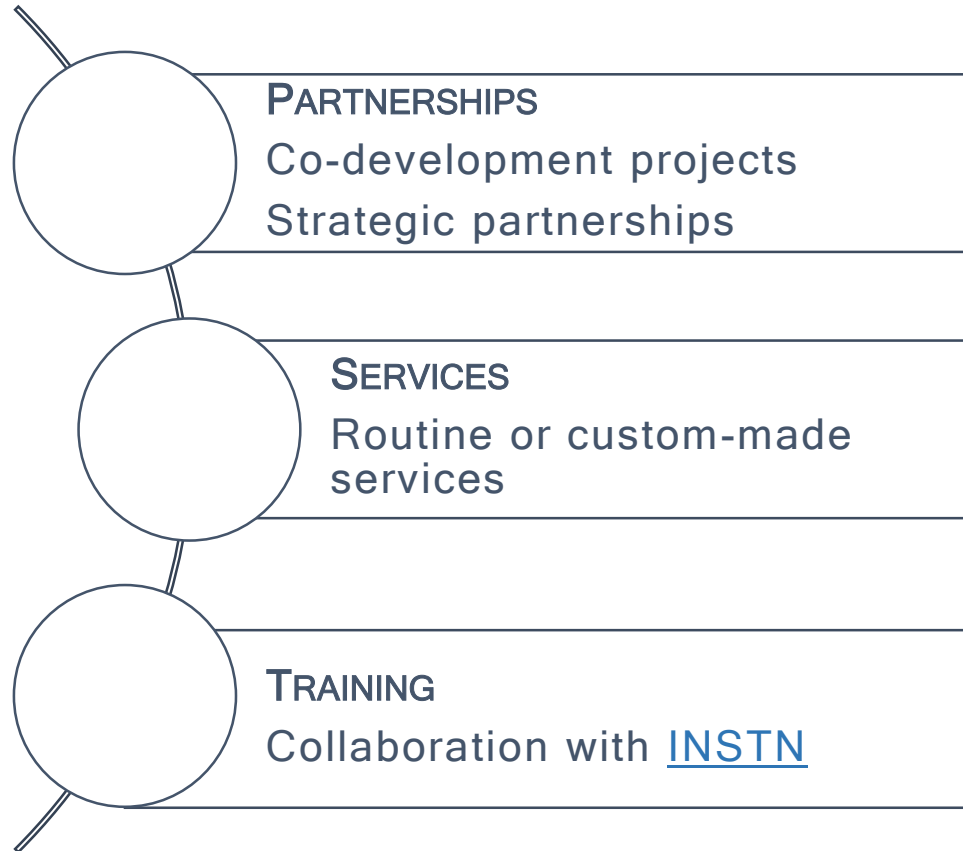 PARTNERSHIPS
Co-development projects
Strategic partnerships
SERVICES
Routine or custom-made
services
TRAINING
Collaboration with INSTN